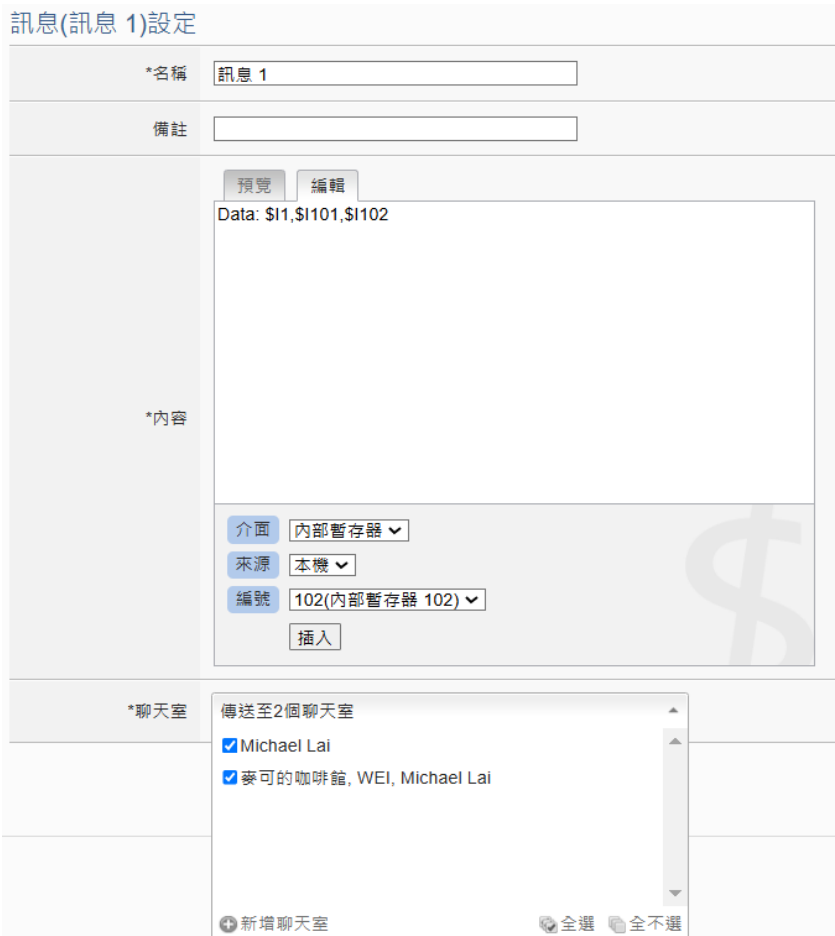 訊息(訊息 1)設定
*名稱
訊息 1
備註
*內容
預覽 編輯
Data: $I1,$I101,$I102
介面 內部暫存器
來源 本機
編號 102(內部暫存器 102)
插入
$
*聊天室
傳送至2個聊天室
Michael Lai
麥可的咖啡館, WEI, Michael Lai
新增聊天室 全選 全不選